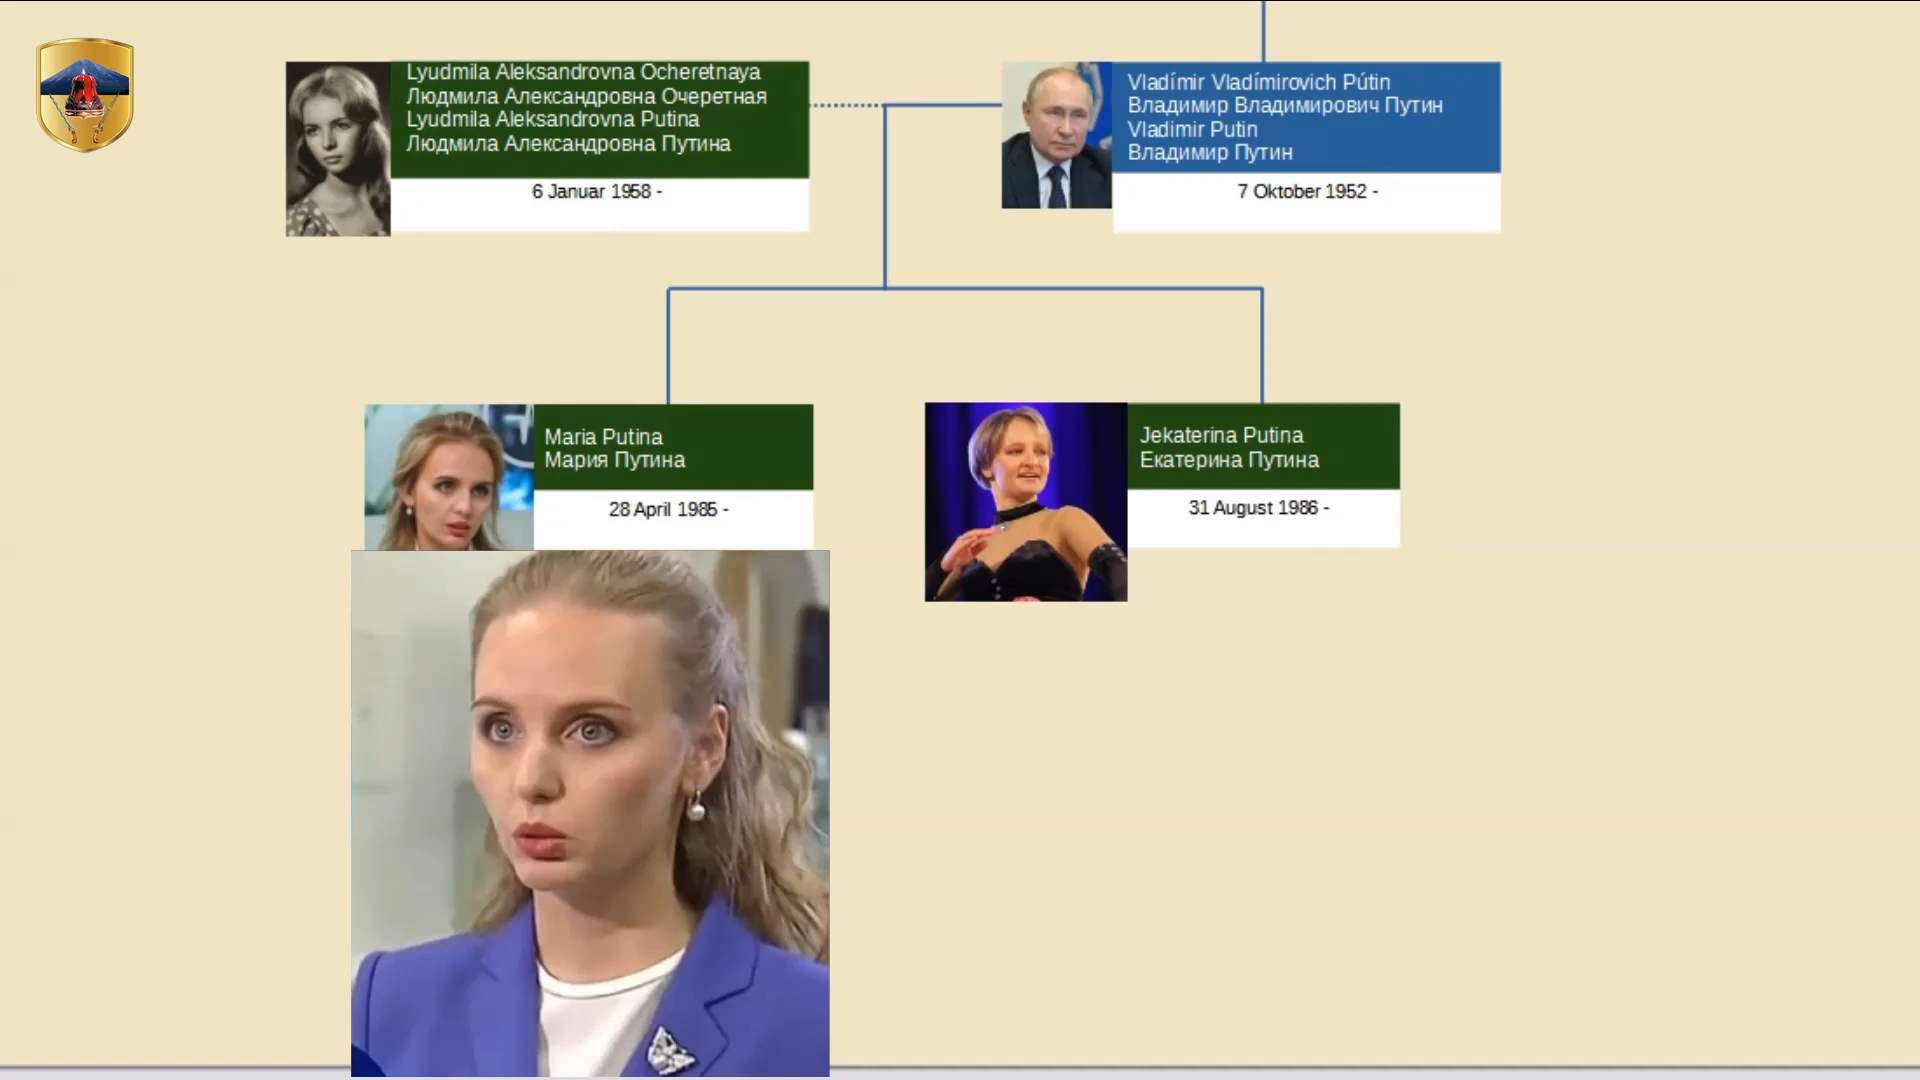 Lyudmila Aleksandrovna Ocheretnaya
Людмила Александровна Очеретная
Lyudmila Aleksandrovna Putina
Людмила Александровна Путина
6 Januar 1958 -
Vladímir Vladímirovich Pútin
Владимир Владимирович Путин
Vladimir Putin
Владимир Путин
7 Oktober 1952 -
Maria Putina
Мария Путина
28 April 1985 -
Jekaterina Putina
Екатерина Путина
31 August 1986 -